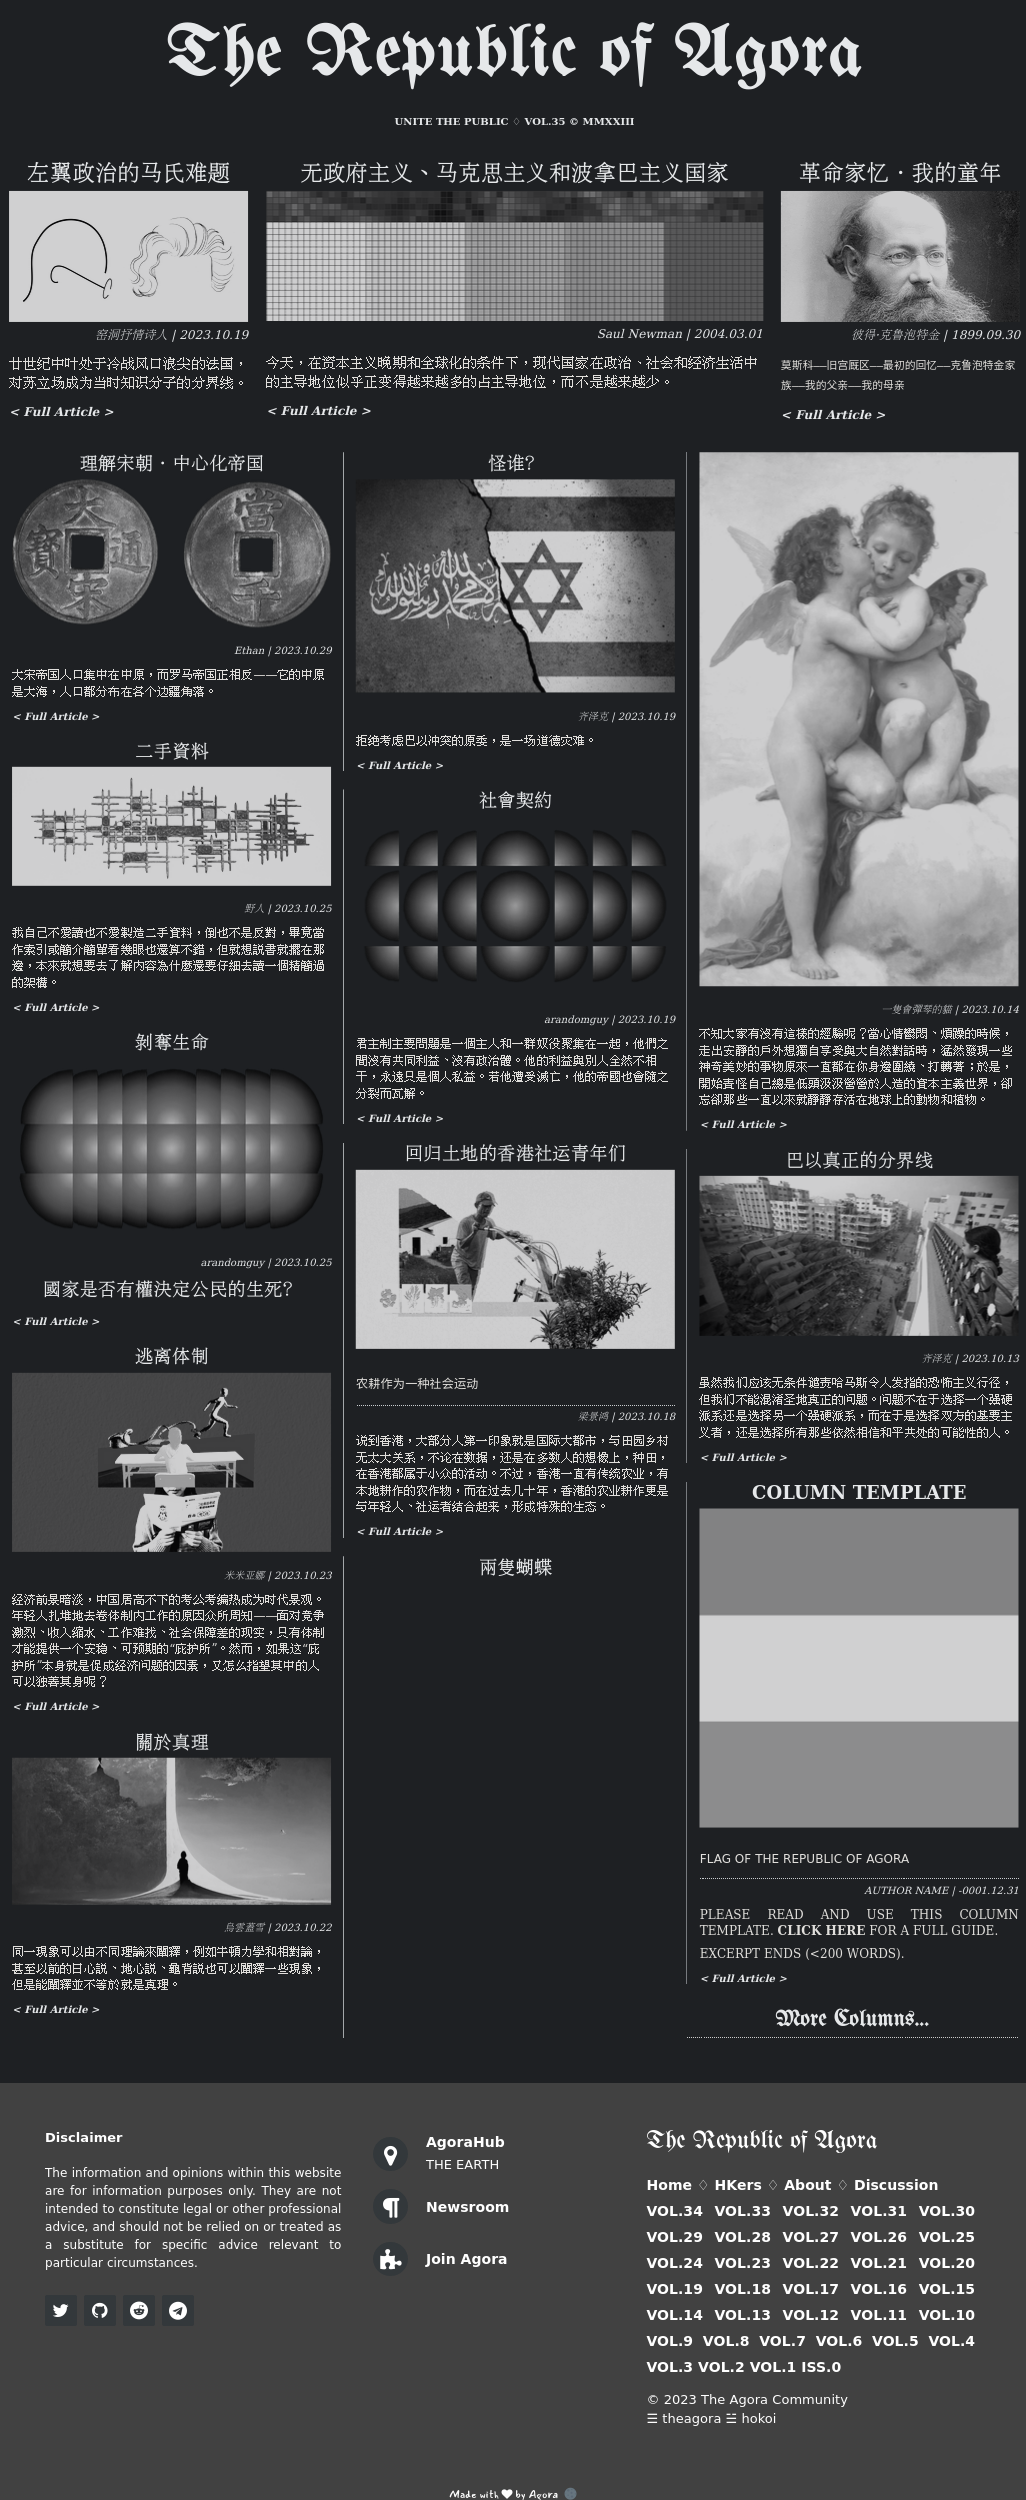 The Republic of Agora
UNITE THE PUBLIC ♢ VOL.35 © MMXXIII
左翼政治的马氏难题
窑洞抒情诗人 | 2023.10.19
廿世纪中叶处于冷战风口浪尖的法国，
对苏立场成为当时知识分子的分界线。
< Full Article >
无政府主义、马克思主义和波拿巴主义国家
Saul Newman | 2004.03.01
今天，在资本主义晚期和全球化的条件下，现代国家在政治、社会和经济生活中
的主导地位似乎正变得越来越多的占主导地位，而不是越来越少。
< Full Article >
革命家忆·我的童年
彼得·克鲁泡特金 | 1899.09.30
莫斯科──旧宫厩区──最初的回忆──克鲁泡特金家
族──我的父亲──我的母亲
< Full Article >
理解宋朝·中心化帝国
大
通
宋
寶
當
千
Ethan | 2023.10.29
大宋帝国人口集中在中原，而罗马帝国正相反——它的中原
是大海，人口都分布在各个边疆角落。
< Full Article >
二手資料
野人 | 2023.10.25
我自己不愛讀也不愛製造二手資料，倒也不是反對，畢竟當
作索引或簡介簡單看幾眼也還算不錯，但就想説書就擺在那
邊，本來就想要去了解内容為什麼還要仔細去讀一個精簡過
的架構。
< Full Article >
剝奪生命
arandomguy | 2023.10.25
國家是否有權決定公民的生死？
< Full Article >
逃离体制
米米亚娜 | 2023.10.23
经济前景暗淡，中国居高不下的考公考编热成为时代景观。
年轻人扎堆地去卷体制内工作的原因众所周知——面对竞争
激烈、收入缩水、工作难找、社会保障差的现实，只有体制
才能提供一个安稳、可预期的“庇护所”。然而，如果这“庇
护所”本身就是促成经济问题的因素，又怎么指望其中的人
可以独善其身呢？
< Full Article >
關於真理
烏雲蓋雪 | 2023.10.22
同一現象可以由不同理論來闡釋，例如牛頓力學和相對論，
甚至以前的日心説、地心説、龜背説也可以闡釋一些現象，
但是能闡釋並不等於就是真理。
< Full Article >
怪谁？
齐泽克 | 2023.10.19
拒绝考虑巴以冲突的原委，是一场道德灾难。
< Full Article >
社會契約
arandomguy | 2023.10.19
君主制主要問題是一個主人和一群奴役聚集在一起，他們之
間沒有共同利益、沒有政治體。他的利益與別人全然不相
干，永遠只是個人私益。若他遭受滅亡，他的帝國也會隨之
分裂而瓦解。
< Full Article >
回归土地的香港社运青年们
农耕作为一种社会运动
梁景鸿 | 2023.10.18
说到香港，大部分人第一印象就是国际大都市，与田园乡村
无太大关系，不论在数据，还是在多数人的想像上，种田，
在香港都属于小众的活动。不过，香港一直有传统农业，有
本地耕作的农作物，而在过去几十年，香港的农业耕作更是
与年轻人、社运者结合起来，形成特殊的生态。
< Full Article >
兩隻蝴蝶
一隻會彈琴的貓 | 2023.10.14
不知大家有沒有這樣的經驗呢？當心情鬱悶、煩躁的時候，
走出安靜的戶外想獨自享受與大自然對話時，猛然發現一些
神奇美妙的事物原來一直都在你身邊圍繞、打轉著；於是，
開始責怪自己總是低頭汲汲營營於人造的資本主義世界，卻
忘卻那些一直以來就靜靜存活在地球上的動物和植物。
< Full Article >
巴以真正的分界线
齐泽克 | 2023.10.13
虽然我们应该无条件谴责哈马斯令人发指的恐怖主义行径，
但我们不能混淆圣地真正的问题。问题不在于选择一个强硬
派系还是选择另一个强硬派系，而在于是选择双方的基要主
义者，还是选择所有那些依然相信和平共处的可能性的人。
< Full Article >
COLUMN TEMPLATE
FLAG OF THE REPUBLIC OF AGORA
AUTHOR NAME | -0001.12.31
PLEASE READ AND USE THIS COLUMN
TEMPLATE. CLICK HERE FOR A FULL GUIDE.
EXCERPT ENDS (<200 WORDS).
< Full Article >
More Columns...
Disclaimer
The information and opinions within this website
are for information purposes only. They are not
intended to constitute legal or other professional
advice, and should not be relied on or treated as
a substitute for specific advice relevant to
particular circumstances.
AgoraHub
THE EARTH
Newsroom
Join Agora
The Republic of Agora
Home ♢ HKers ♢ About ♢ Discussion
VOL.34 VOL.33 VOL.32 VOL.31 VOL.30
VOL.29 VOL.28 VOL.27 VOL.26 VOL.25
VOL.24 VOL.23 VOL.22 VOL.21 VOL.20
VOL.19 VOL.18 VOL.17 VOL.16 VOL.15
VOL.14 VOL.13 VOL.12 VOL.11 VOL.10
VOL.9 VOL.8 VOL.7 VOL.6 VOL.5 VOL.4
VOL.3 VOL.2 VOL.1 ISS.0
© 2023 The Agora Community
☰ theagora ☱ hokoi
Made with ❤ by Agora